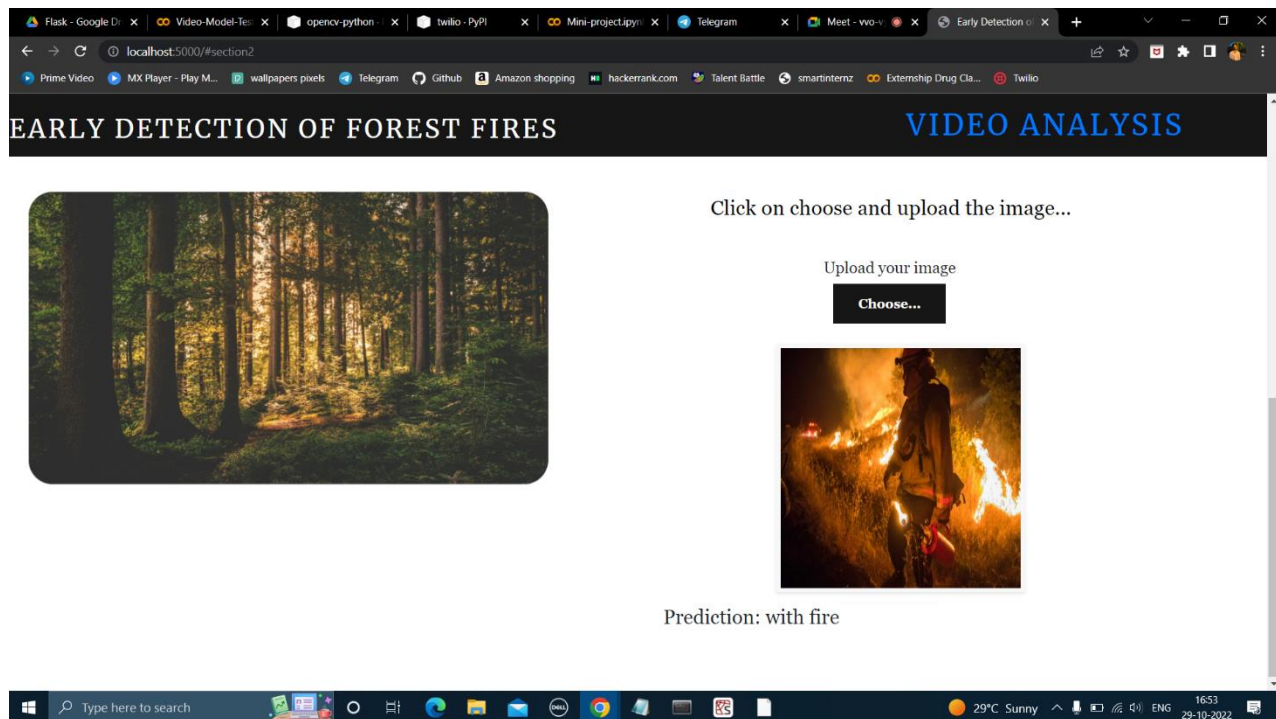 Flask - Google Dr
Video-Model-Tes
opencv-python -
twilio · PyPI
Mini-project.ipyn
Telegram
Meet - vvo-v
Early Detection o
localhost:5000/#section2
Prime Video
MX Player - Play M...
wallpapers pixels
Telegram
Github
Amazon shopping
hackerrank.com
Talent Battle
smartinternz
Externship Drug Cla...
Twilio
EARLY DETECTION OF FOREST FIRES
VIDEO ANALYSIS
Click on choose and upload the image...
Upload your image
Choose...
Prediction: with fire
Type here to search
DELL
29°C Sunny
ENG
16:53
29-10-2022